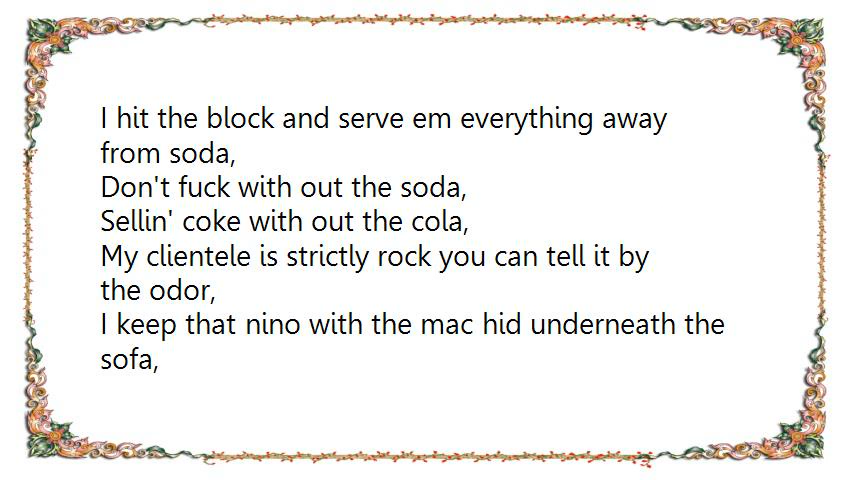 I hit the block and serve em everything away
from soda,
Don't fuck with out the soda,
Sellin' coke with out the cola,
My clientele is strictly rock you can tell it by
the odor,
I keep that nino with the mac hid underneath the
sofa,